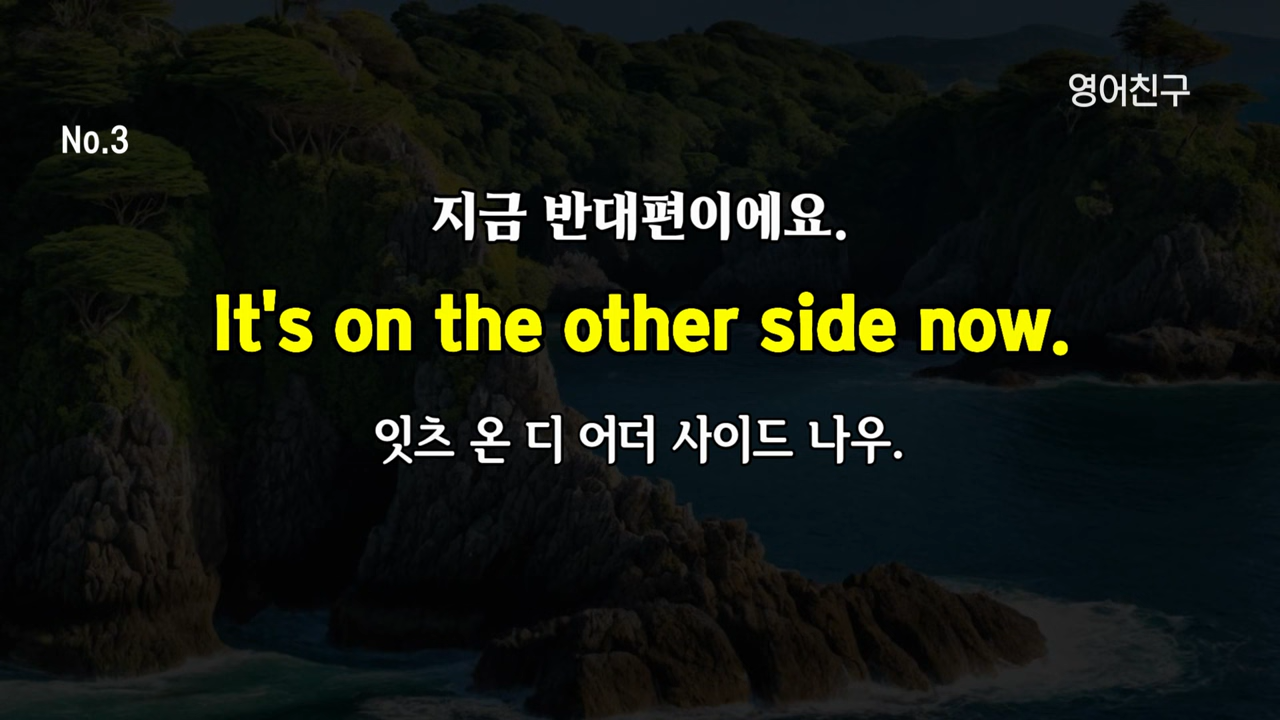 영어친구
No.3
지금 반대편이에요.
It's on the other side now.
잇츠 온 디 어더 사이드 나우.